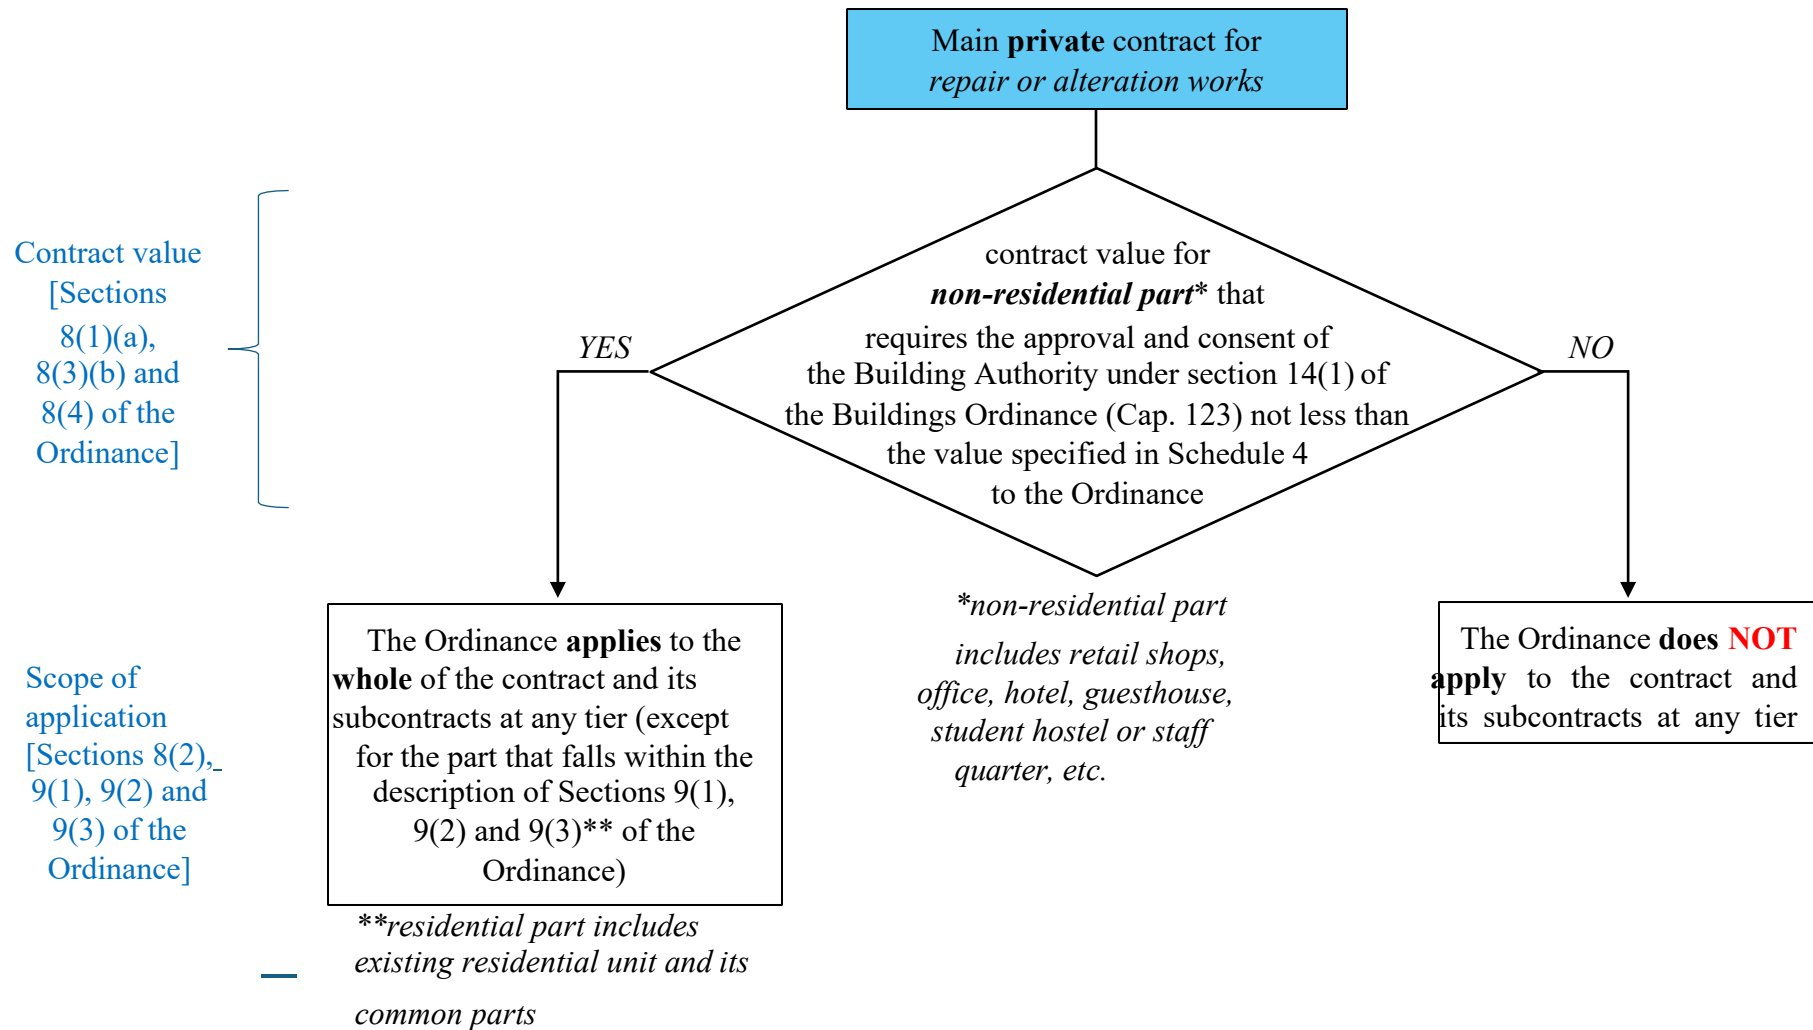 Main private contract for
repair or alteration works
Contract value
[Sections
8(1)(a),
8(3)(b) and
8(4) of the
Ordinance]
contract value for
non-residential part* that
requires the approval and consent of
the Building Authority under section 14(1) of
the Buildings Ordinance (Cap. 123) not less than
the value specified in Schedule 4
to the Ordinance
YES
NO
Scope of
application
[Sections 8(2),
9(1), 9(2) and
9(3) of the
Ordinance]
The Ordinance applies to the
whole of the contract and its
subcontracts at any tier (except
for the part that falls within the
description of Sections 9(1),
9(2) and 9(3)** of the
Ordinance)
**residential part includes
existing residential unit and its
common parts
*non-residential part
includes retail shops,
office, hotel, guesthouse,
student hostel or staff
quarter, etc.
The Ordinance does NOT
apply to the contract and
its subcontracts at any tier